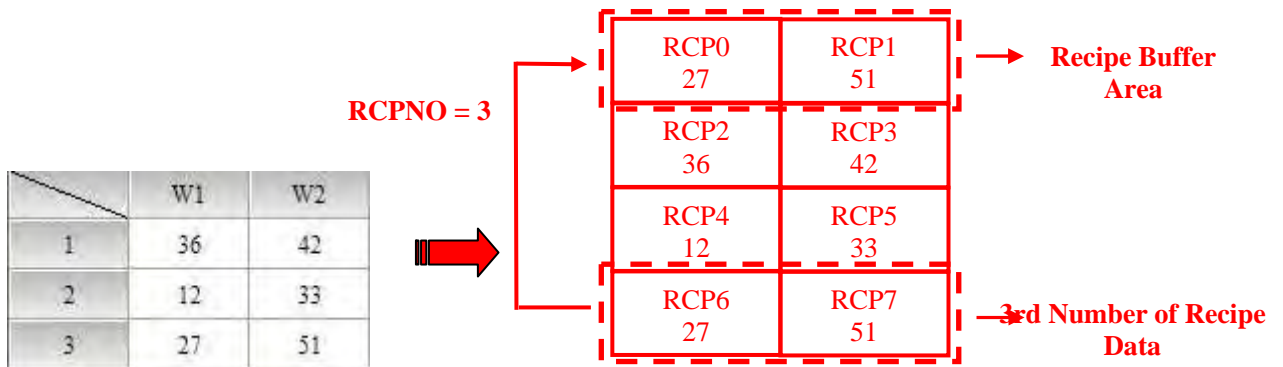 RCP0 RCP1
27 51
Recipe Buffer
Area
RCPNO = 3
RCP2 RCP3
36 42
RCP4 RCP5
12 33
RCP6 RCP7
27 51
3rd Number of Recipe
Data
W1 W2
1 36 42
2 12 33
3 27 51